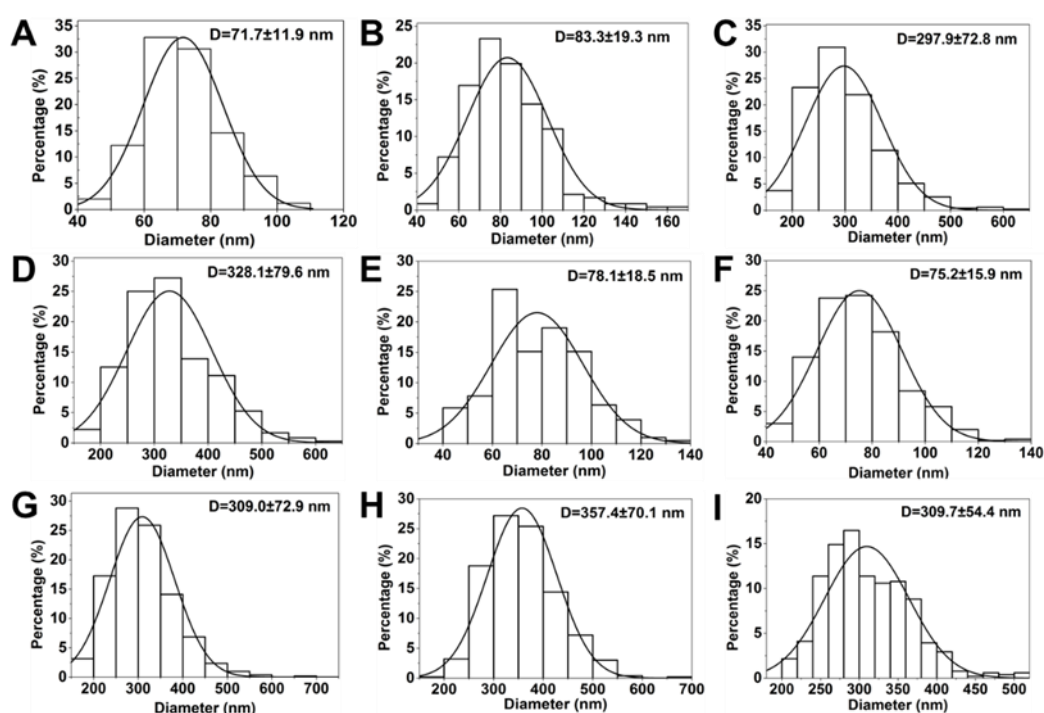 A
D=71.7±11.9 nm
Percentage (%)
35
30
25
20
15
10
5
0
40 60 80 100 120
Diameter (nm)
B
D=83.3±19.3 nm
Percentage (%)
25
20
15
10
5
0
40 60 80 100 120 140 160
Diameter (nm)
C
D=297.9±72.8 nm
Percentage (%)
35
30
25
20
15
10
5
0
200 300 400 500 600
Diameter (nm)
D
D=328.1±79.6 nm
Percentage (%)
30
25
20
15
10
5
0
200 300 400 500 600
Diameter (nm)
E
D=78.1±18.5 nm
Percentage (%)
30
25
20
15
10
5
0
40 60 80 100 120 140
Diameter (nm)
F
D=75.2±15.9 nm
Percentage (%)
30
25
20
15
10
5
0
40 60 80 100 120 140
Diameter (nm)
G
D=309.0±72.9 nm
Percentage (%)
30
25
20
15
10
5
0
200 300 400 500 600 700
Diameter (nm)
H
D=357.4±70.1 nm
Percentage (%)
30
25
20
15
10
5
0
200 300 400 500 600 700
Diameter (nm)
I
D=309.7±54.4 nm
Percentage (%)
20
15
10
5
0
200 250 300 350 400 450 500
Diameter (nm)